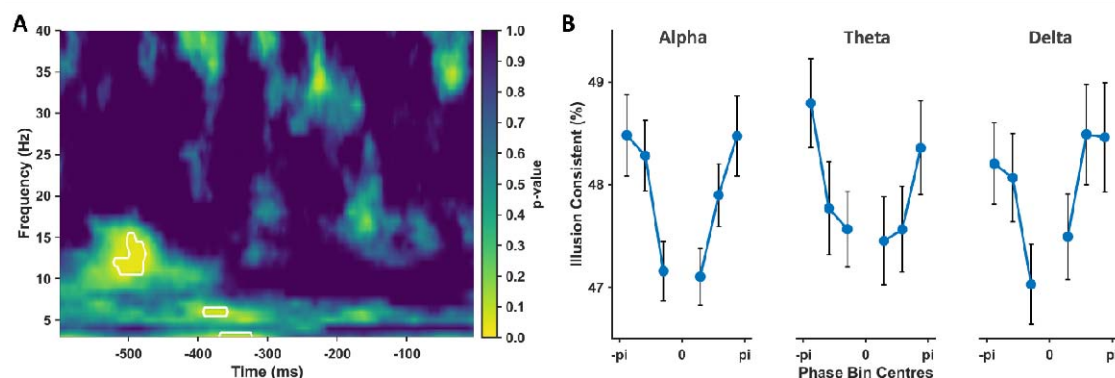 A
B
40
35
30
25
20
15
10
5
Frequency (Hz)
-500
-400
-300
-200
-100
Time (ms)
1.0
0.9
0.8
0.7
0.6
0.5
0.4
0.3
0.2
0.1
0.0
p-value
Alpha
Theta
Delta
49
48
47
Illusion Consistent (%)
-pi 0 pi
-pi 0 pi
-pi 0 p
Phase Bin Centres